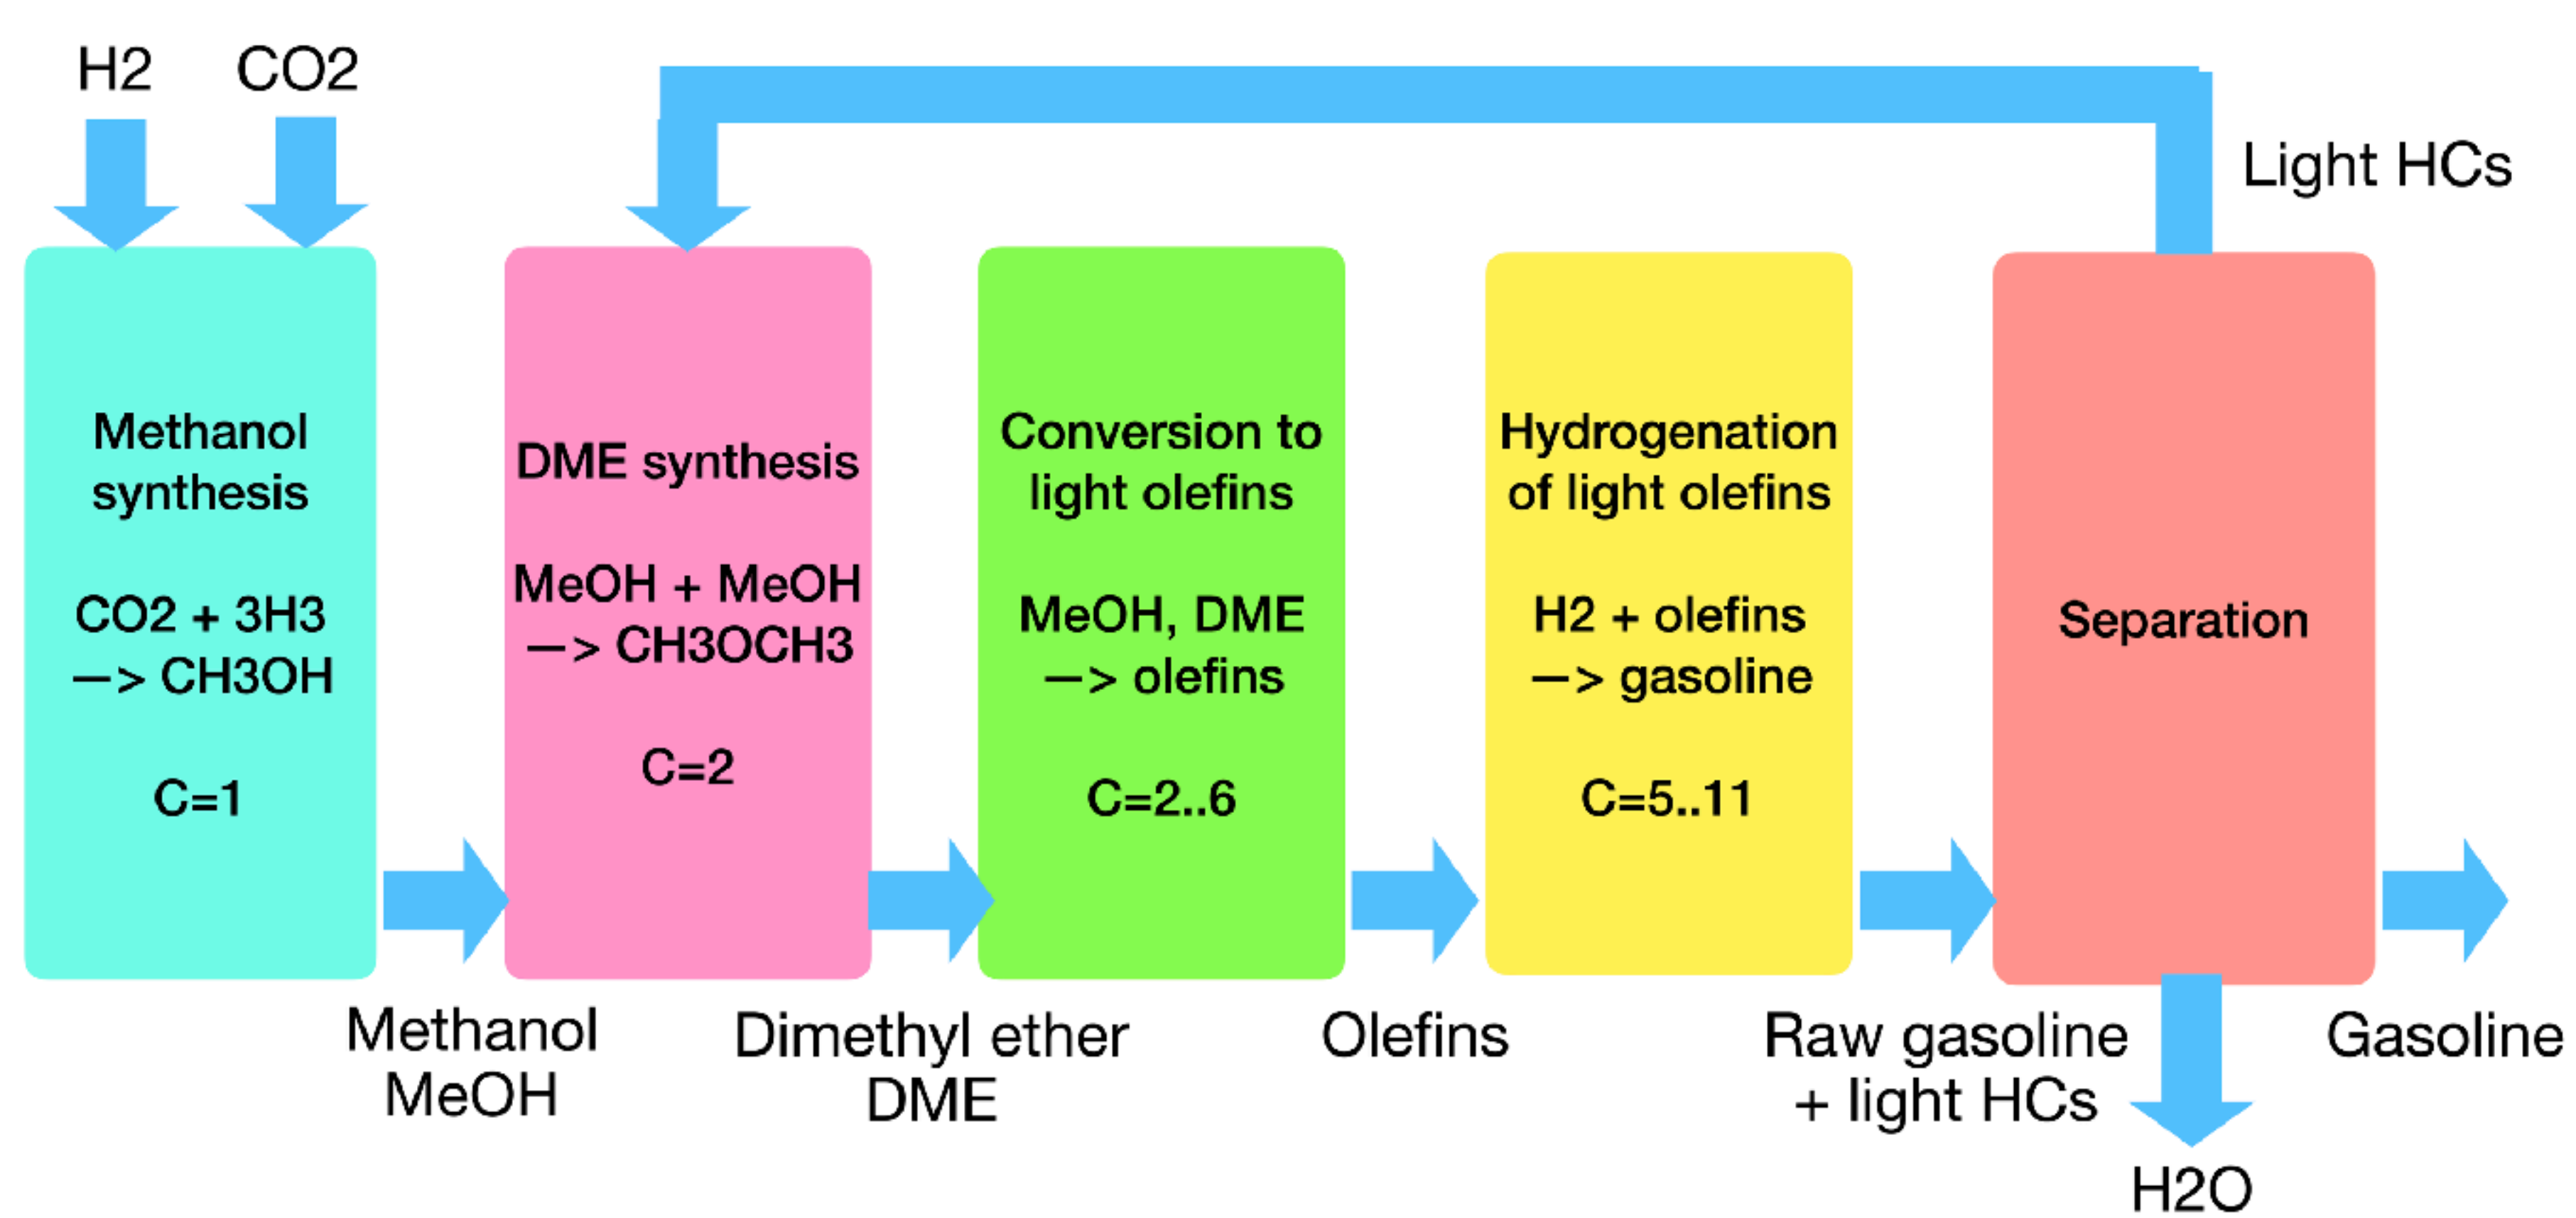 H2
CO2
Light HCs
Methanol
synthesis
CO2 + 3H3
—> CH3OH
C=1
DME synthesis
MeOH + MeOH
—> CH3OCH3
C=2
Conversion to
light olefins
MeOH, DME
—> olefins
C=2..6
Hydrogenation
of light olefins
H2 + olefins
—> gasoline
C=5..11
Separation
Methanol
MeOH
Dimethyl ether
DME
Olefins
Raw gasoline
+ light HCs
Gasoline
H2O